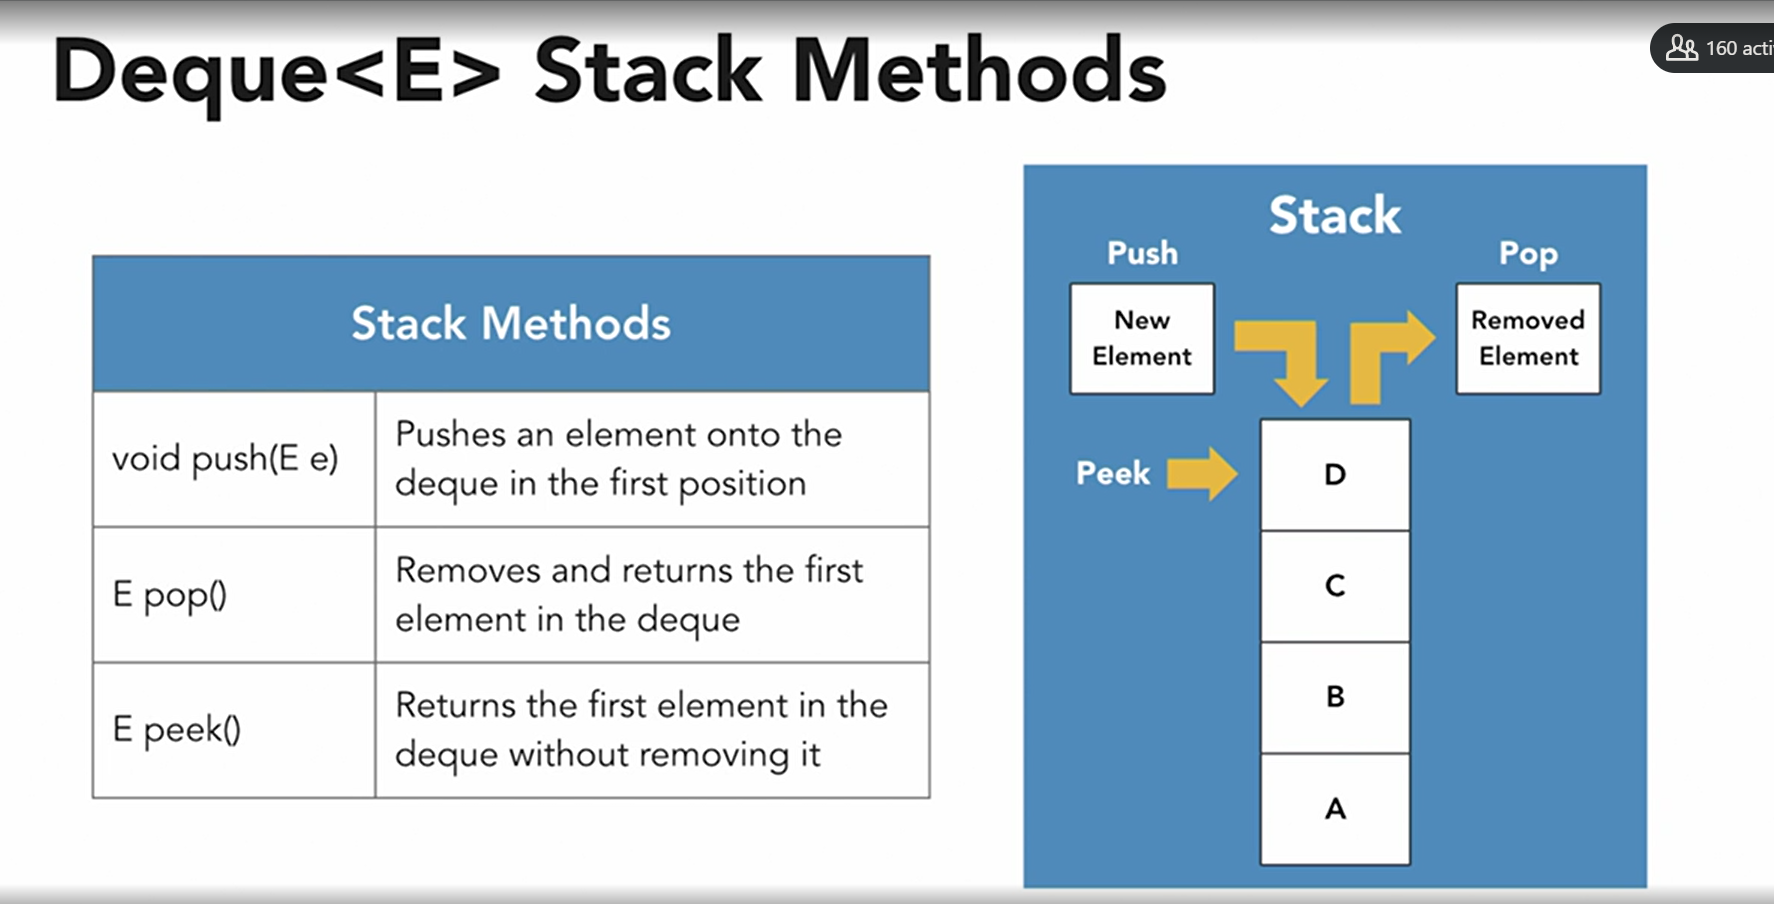 Deque<E> Stack Methods
160 acti
Stack Methods
void push(E e)
Pushes an element onto the
deque in the first position
E pop()
Removes and returns the first
element in the deque
E peek()
Returns the first element in the
deque without removing it
Stack
Push
Pop
New
Element
Removed
Element
Peek
D
C
B
A